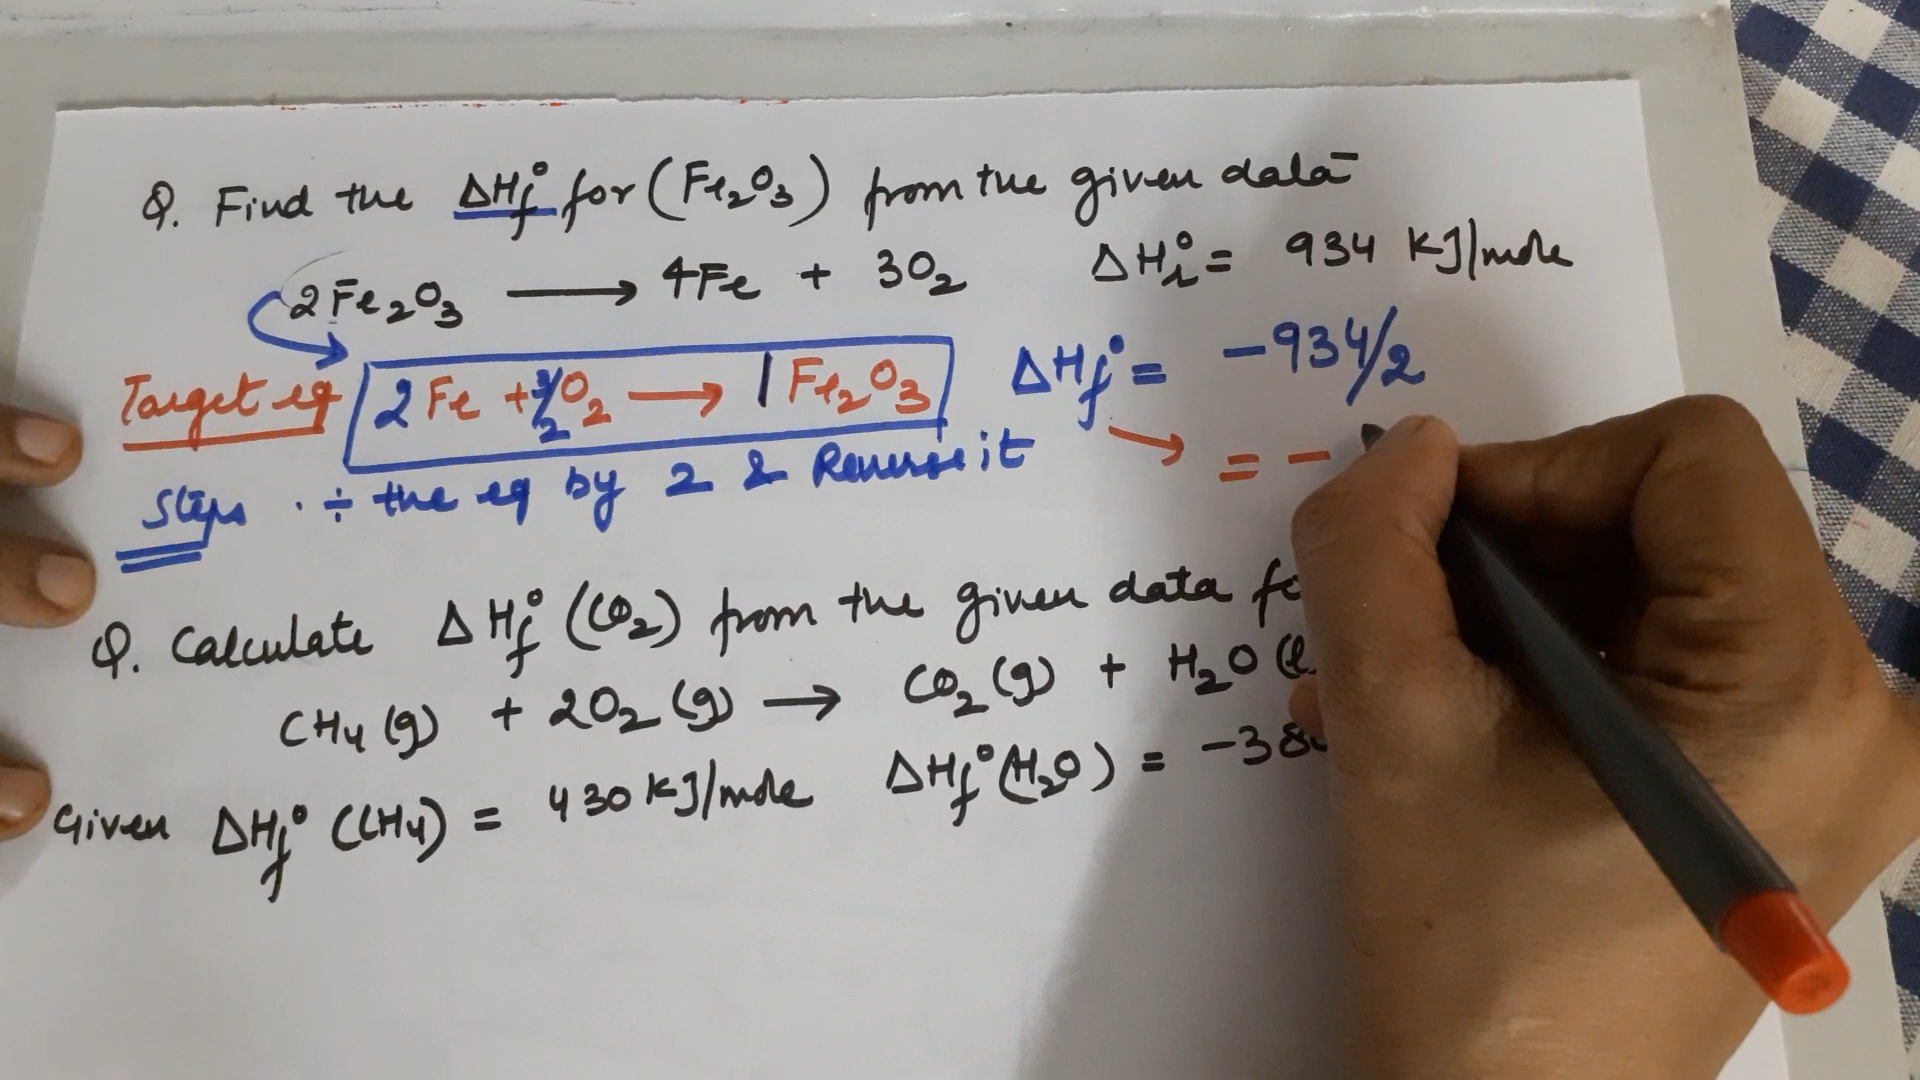 Q. Find the ΔHf° for (Fe₂O₃) from the given data
2Fe₂O₃ ⟶ 4Fe + 3O₂ ΔHr° = 934 KJ/mole
Target eq 2Fe + 3/2O₂ ⟶ 1Fe₂O₃ ΔHf° = -934/2
→ = -
Steps . ÷ the eq by 2 & Reverse it
Q. Calculate ΔHf° (CO₂) from the given data
CH₄ (g) + 2O₂ (g) ⟶ CO₂ (g) + H₂O (l
Given ΔHf° (CH₄) = 430 KJ/mole ΔHf° (H₂O) = -38